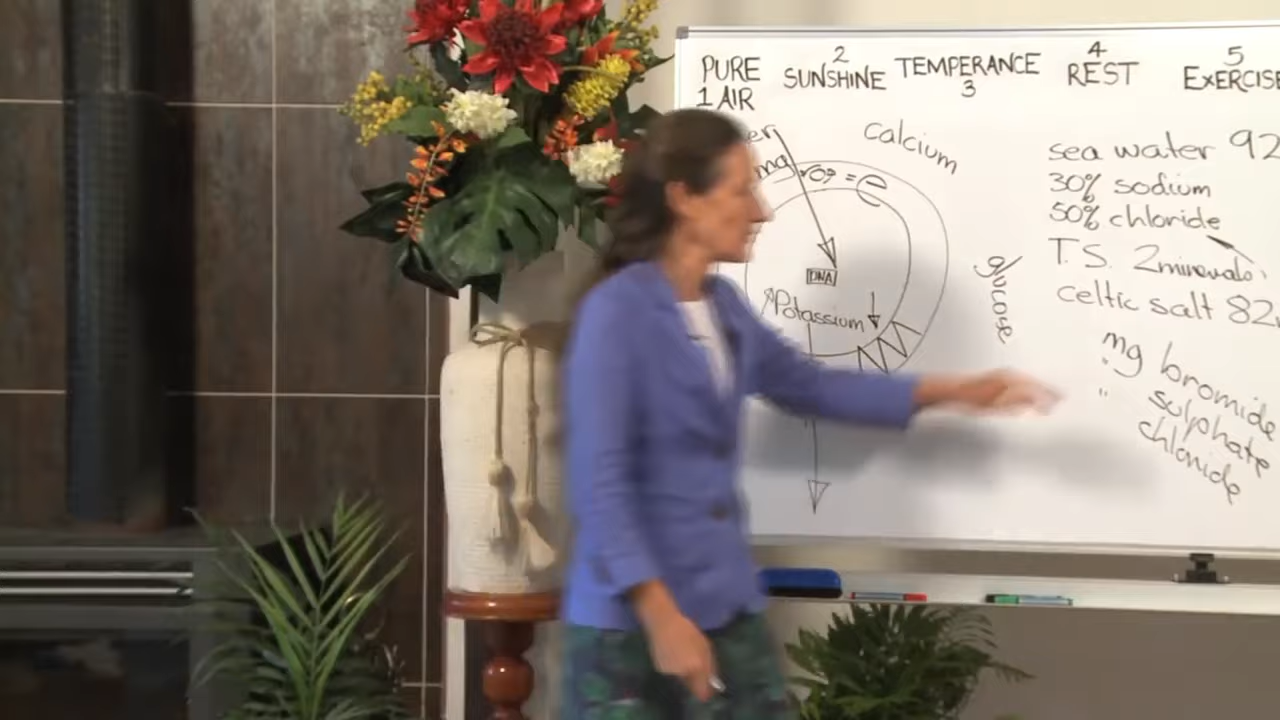 PURE
1 AIR
2
SUNSHINE
TEMPERANCE
3
4
REST
5
EXERCISE
calcium
DNA
Potassium
glucose
sea water 92
30% sodium
50% chloride
T.S. 2 minerals
celtic salt 82
mg bromide
" sulphate
" chloride